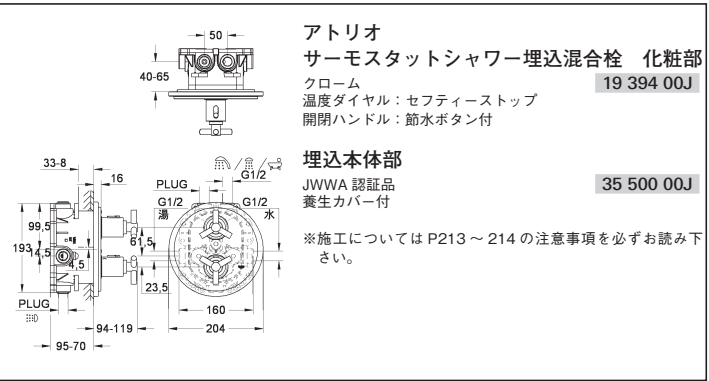 50
40-65
アトリオ
サーモスタットシャワー埋込混合栓 化粧部
クローム
19 394 00J
温度ダイヤル：セフティーストップ
開閉ハンドル：節水ボタン付
埋込本体部
JWWA 認証品
35 500 00J
養生カバー付
※施工については P213 ～ 214 の注意事項を必ずお読み下
さい。
33-8
16
PLUG
G1/2
G1/2
G1/2
湯
水
99,5
193
14,5
4,5
61,5
23,5
PLUG
160
94-119
204
95-70